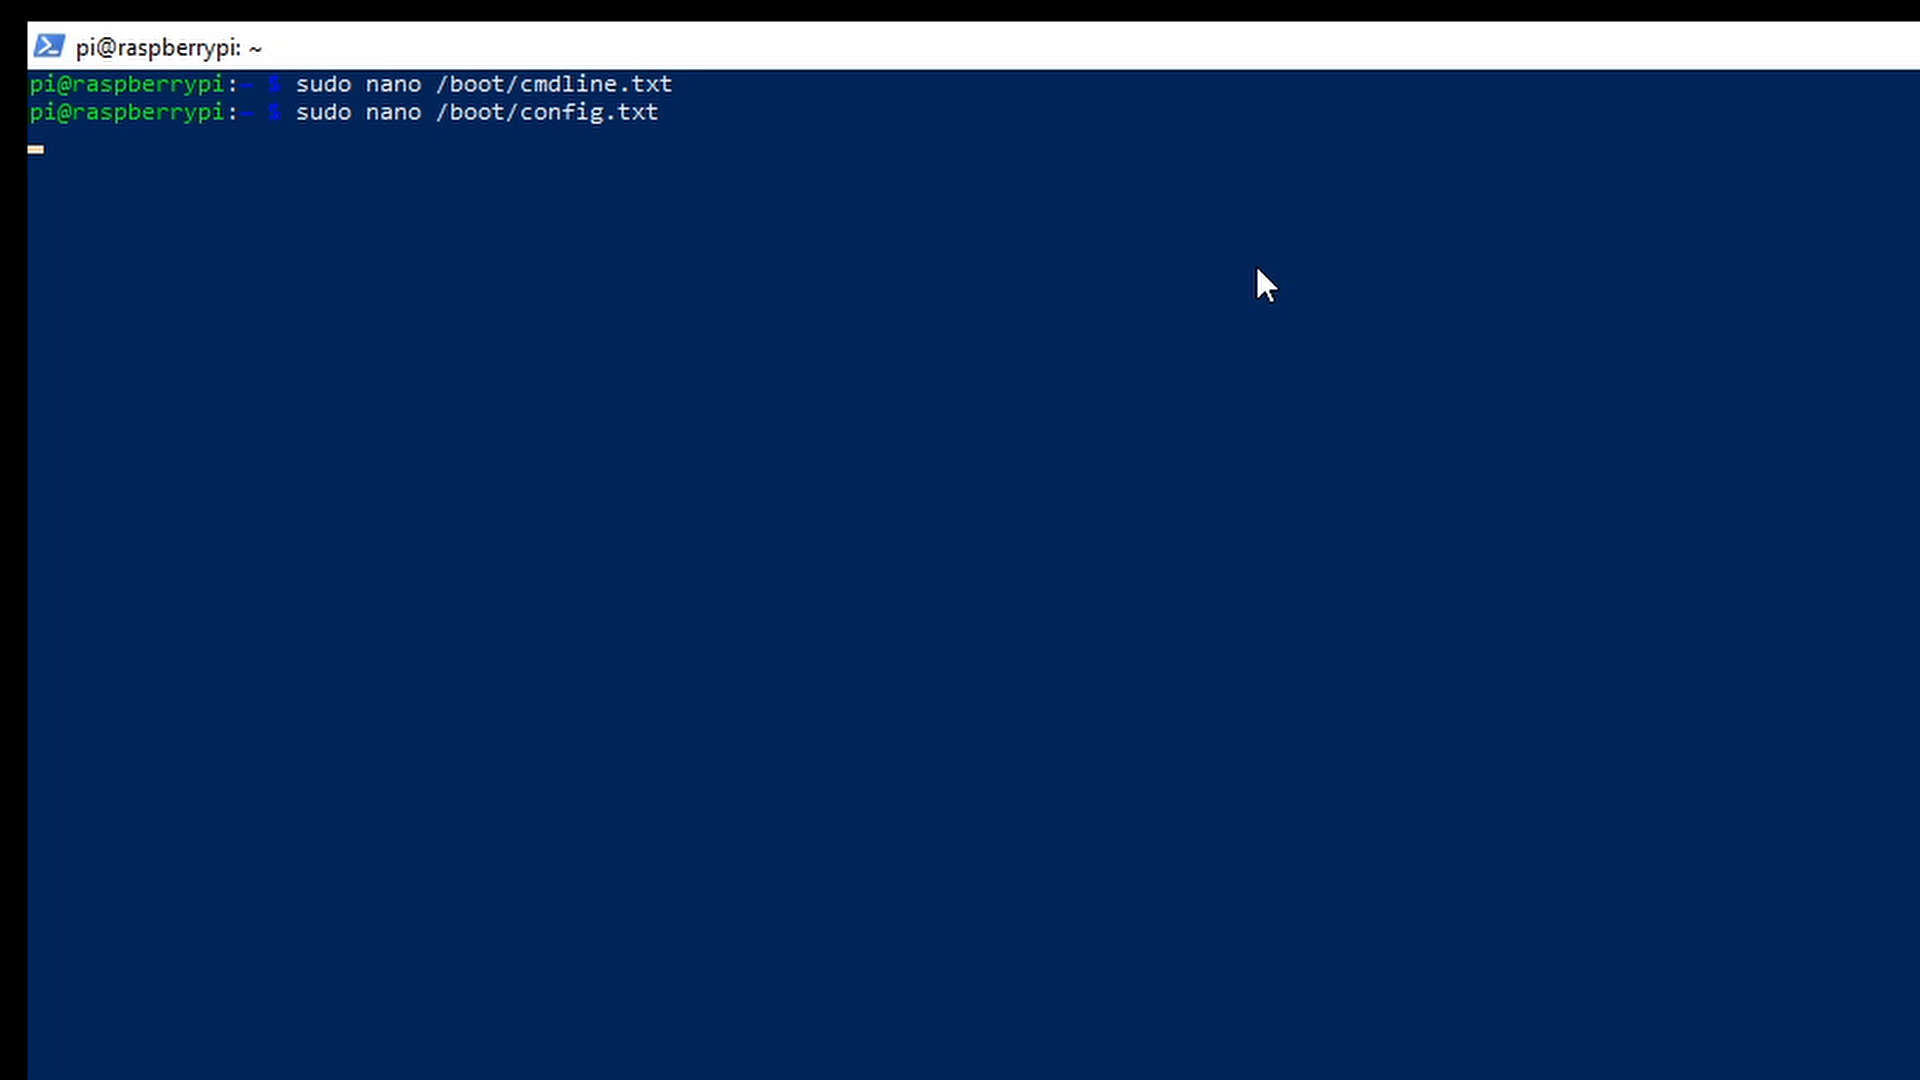 pi@raspberrypi: ~
pi@raspberrypi:~ $ sudo nano /boot/cmdline.txt
pi@raspberrypi:~ $ sudo nano /boot/config.txt